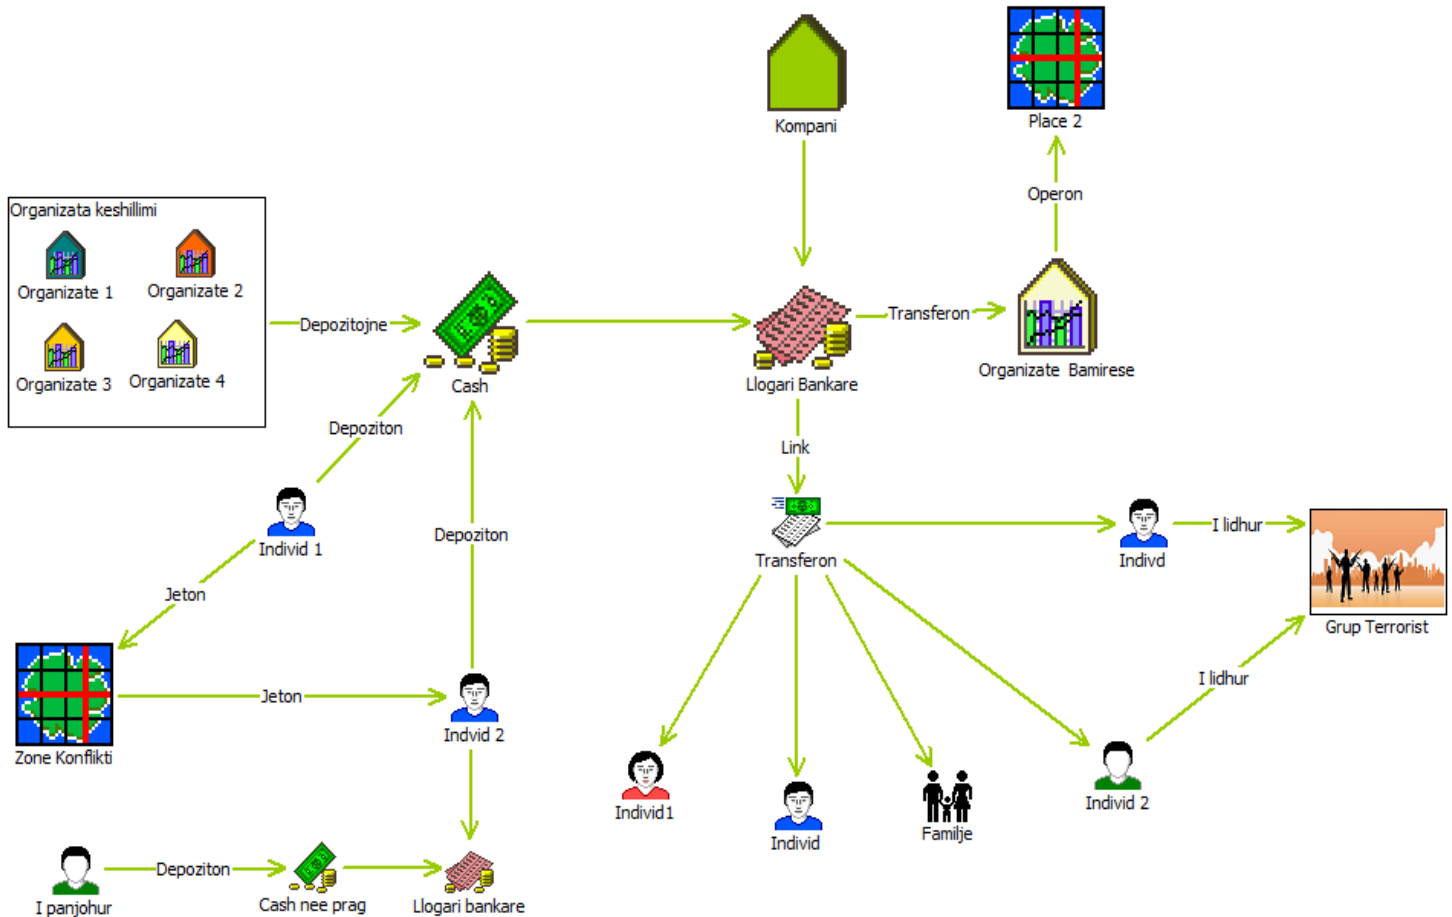 Kompani
Place 2
Operon
Organizata keshillimi
Organizate 1
Organizate 2
Organizate 3
Organizate 4
Depozitojne
Cash
Llogari Bankare
Transferon
Organizate Bamirese
Depoziton
Link
Individ 1
Depoziton
Transferon
Indivd
I lidhur
Grup Terrorist
Jeton
Zone Konflikti
Jeton
Indvid 2
I lidhur
Individ1
Individ
Familje
Individ 2
I panjohur
Depoziton
Cash nee prag
Llogari bankare